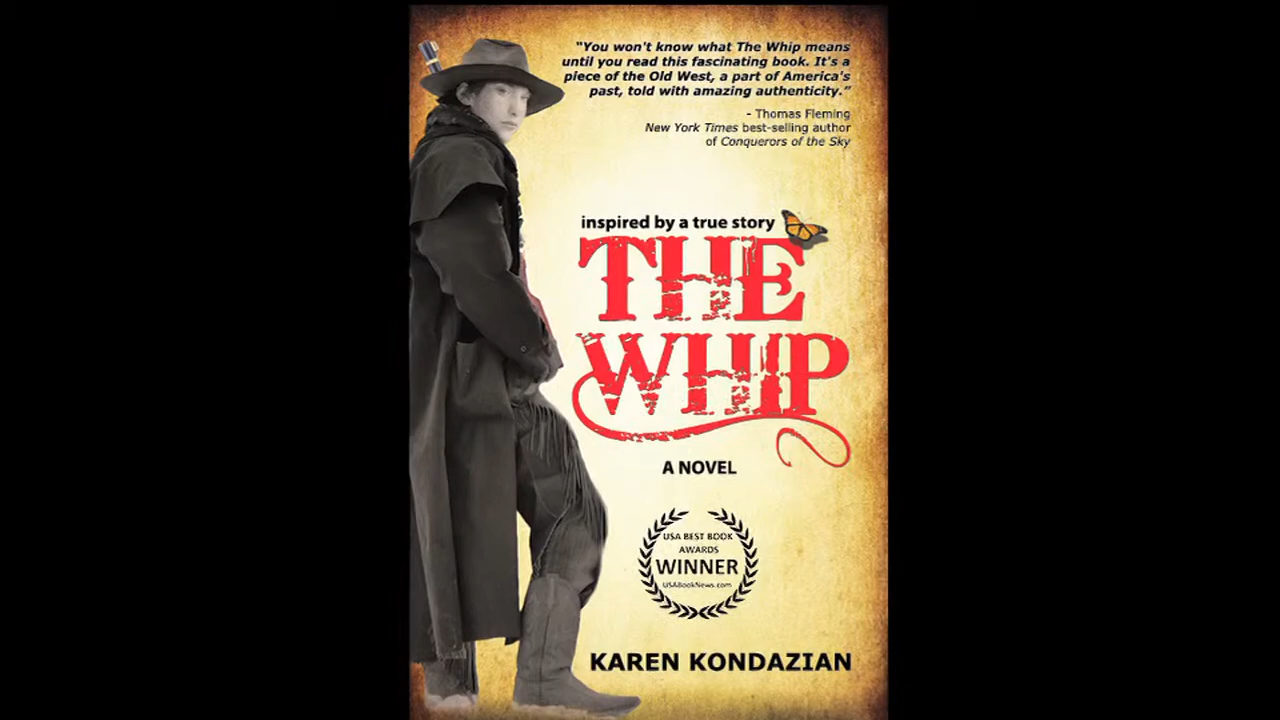 "You won't know what The Whip means
until you read this fascinating book. It's a
piece of the Old West, a part of America's
past, told with amazing authenticity."
- Thomas Fleming
New York Times best-selling author
of Conquerors of the Sky
inspired by a true story
THE
WHIP
A NOVEL
USA BEST BOOK
AWARDS
WINNER
USABookNews.com
KAREN KONDAZIAN